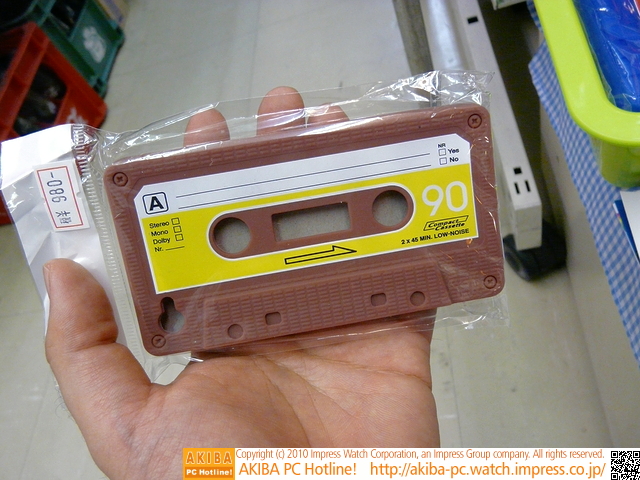 -086
A
NR
Yes
No
Stereo
Mono
Dolby
Nr.
90
Compact Cassette
2 x 45 MIN. LOW-NOISE
AKIBA PC Hotline!
Copyright (c) 2010 Impress Watch Corporation, an Impress Group company. All rights reserved.
AKIBA PC Hotline! http://akiba-pc.watch.impress.co.jp/